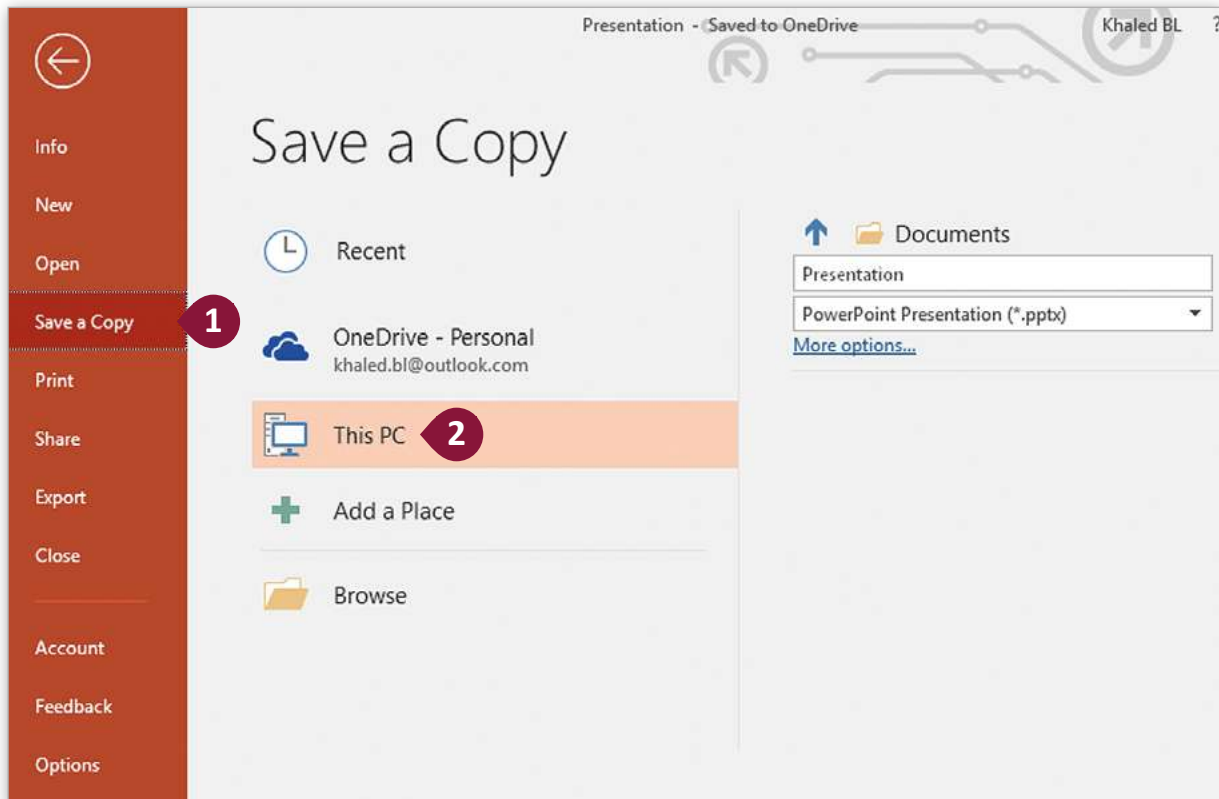 Presentation - Saved to OneDrive
Khaled BL
?
Info
New
Open
Save a Copy
1
Print
Share
Export
Close
Account
Feedback
Options
Save a Copy
Recent
OneDrive - Personal
khaled.bl@outlook.com
This PC
2
Add a Place
Browse
Documents
Presentation
PowerPoint Presentation (*.pptx)
More options...